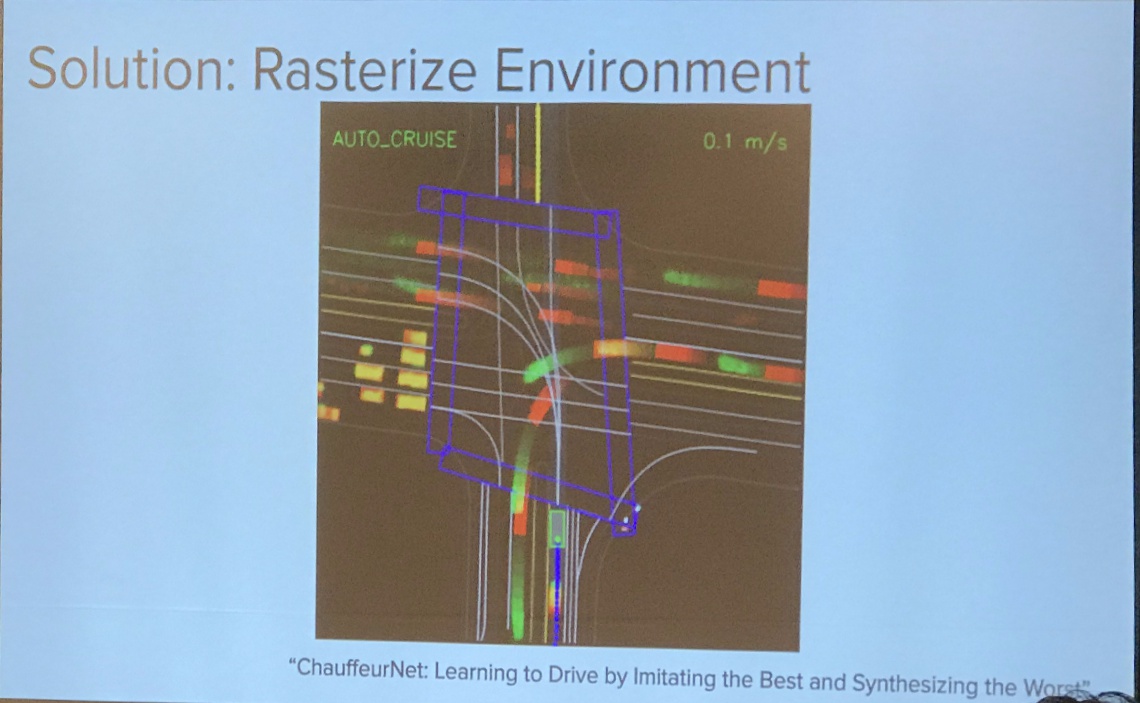 Solution: Rasterize Environment
AUTO_CRUISE
0.1 m/s
“ChauffeurNet: Learning to Drive by Imitating the Best and Synthesizing the Worst”